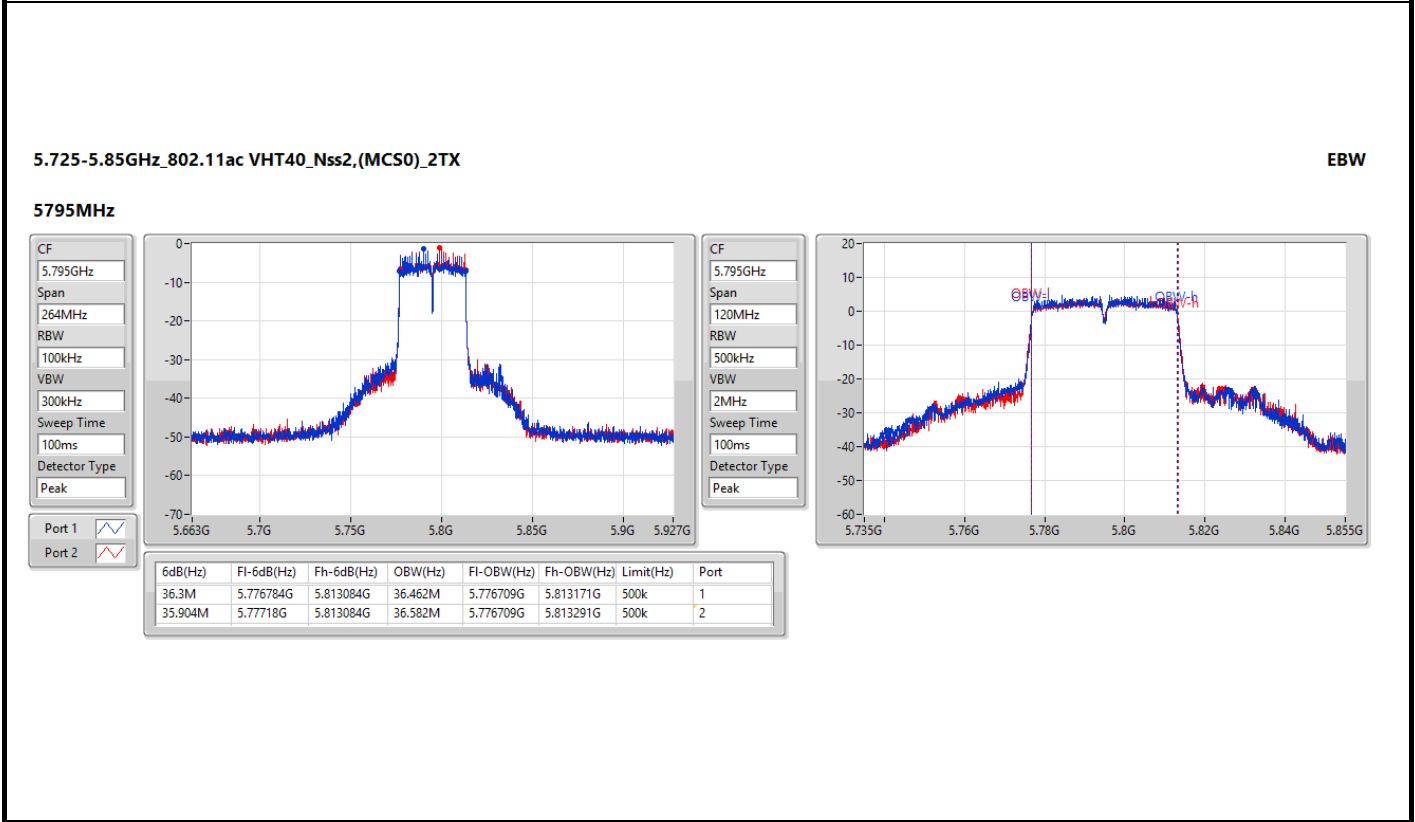 5.725-5.85GHz_802.11ac VHT40_Nss2,(MCS0)_2TX EBW
5795MHz
CF
5.795GHz
Span
264MHz
RBW
100kHz
VBW
300kHz
Sweep Time
100ms
Detector Type
Peak
Port 1
Port 2
0
-10
-20
-30
-40
-50
-60
-70
5.663G 5.7G 5.75G 5.8G 5.85G 5.9G 5.927G
CF
5.795GHz
Span
120MHz
RBW
500kHz
VBW
2MHz
Sweep Time
100ms
Detector Type
Peak
20
10
0
-10
-20
-30
-40
-50
-60
OBW-l OBW-h
OBW-l OBW-h
5.735G 5.76G 5.78G 5.8G 5.82G 5.84G 5.855G
6dB(Hz) Fl-6dB(Hz) Fh-6dB(Hz) OBW(Hz) Fl-OBW(Hz) Fh-OBW(Hz) Limit(Hz) Port
36.3M 5.776784G 5.813084G 36.462M 5.776709G 5.813171G 500k 1
35.904M 5.77718G 5.813084G 36.582M 5.776709G 5.813291G 500k 2